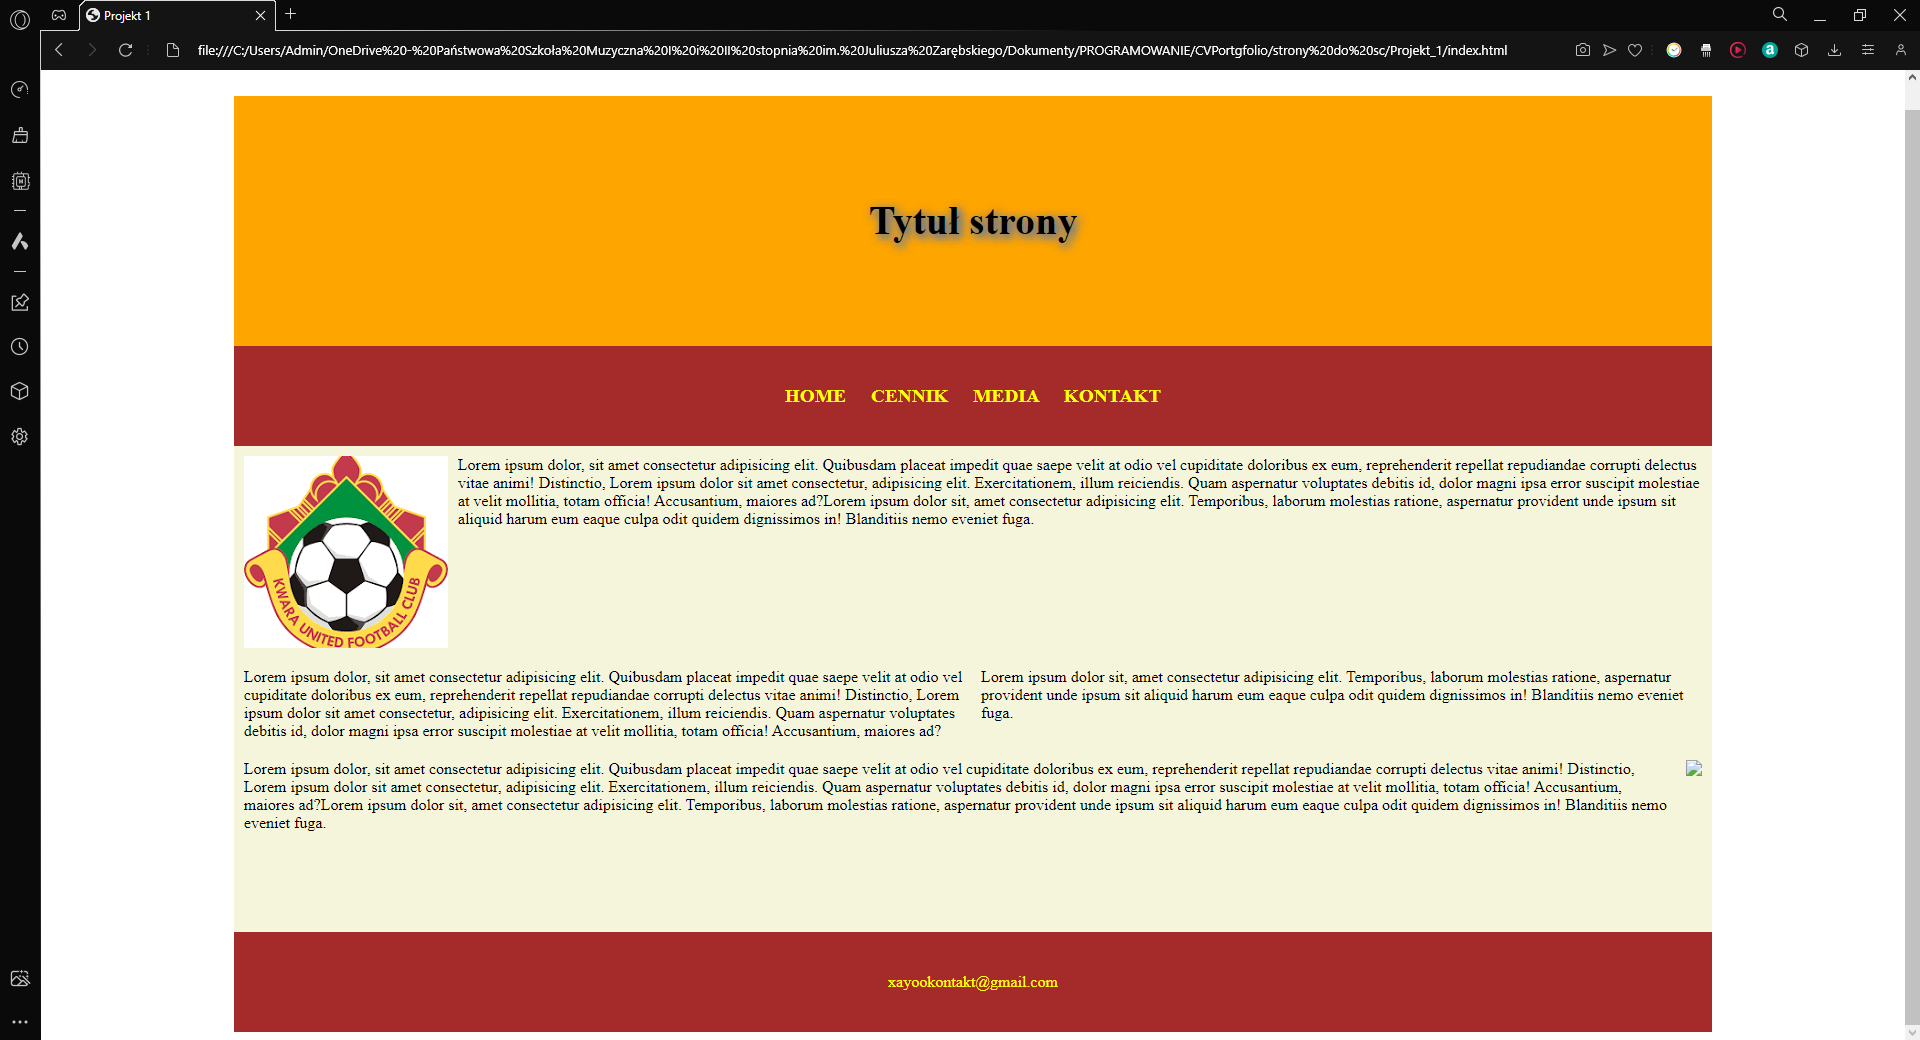 Projekt 1
file:///C:/Users/Admin/OneDrive%20-%20Państwowa%20Szkoła%20Muzyczna%20I%20i%20II%20stopnia%20im.%20Juliusza%20Zarębskiego/Dokumenty/PROGRAMOWANIE/CVPortgfolio/strony%20do%20sc/Projekt_1/index.html
Tytuł strony
HOME CENNIK MEDIA KONTAKT
KWARA UNITED FOOTBALL CLUB
Lorem ipsum dolor, sit amet consectetur adipisicing elit. Quibusdam placeat impedit quae saepe velit at odio vel cupiditate doloribus ex eum, reprehenderit repellat repudiandae corrupti delectus
vitae animi! Distinctio, Lorem ipsum dolor sit amet consectetur, adipisicing elit. Exercitationem, illum reiciendis. Quam aspernatur voluptates debitis id, dolor magni ipsa error suscipit molestiae
at velit mollitia, totam officia! Accusantium, maiores ad?Lorem ipsum dolor sit, amet consectetur adipisicing elit. Temporibus, laborum molestias ratione, aspernatur provident unde ipsum sit
aliquid harum eum eaque culpa odit quidem dignissimos in! Blanditiis nemo eveniet fuga.
Lorem ipsum dolor, sit amet consectetur adipisicing elit. Quibusdam placeat impedit quae saepe velit at odio vel
cupiditate doloribus ex eum, reprehenderit repellat repudiandae corrupti delectus vitae animi! Distinctio, Lorem
ipsum dolor sit amet consectetur, adipisicing elit. Exercitationem, illum reiciendis. Quam aspernatur voluptates
debitis id, dolor magni ipsa error suscipit molestiae at velit mollitia, totam officia! Accusantium, maiores ad?
Lorem ipsum dolor sit, amet consectetur adipisicing elit. Temporibus, laborum molestias ratione, aspernatur
provident unde ipsum sit aliquid harum eum eaque culpa odit quidem dignissimos in! Blanditiis nemo eveniet
fuga.
Lorem ipsum dolor, sit amet consectetur adipisicing elit. Quibusdam placeat impedit quae saepe velit at odio vel cupiditate doloribus ex eum, reprehenderit repellat repudiandae corrupti delectus vitae animi! Distinctio,
Lorem ipsum dolor sit amet consectetur, adipisicing elit. Exercitationem, illum reiciendis. Quam aspernatur voluptates debitis id, dolor magni ipsa error suscipit molestiae at velit mollitia, totam officia! Accusantium,
maiores ad?Lorem ipsum dolor sit, amet consectetur adipisicing elit. Temporibus, laborum molestias ratione, aspernatur provident unde ipsum sit aliquid harum eum eaque culpa odit quidem dignissimos in! Blanditiis nemo
eveniet fuga.
xayookontakt@gmail.com